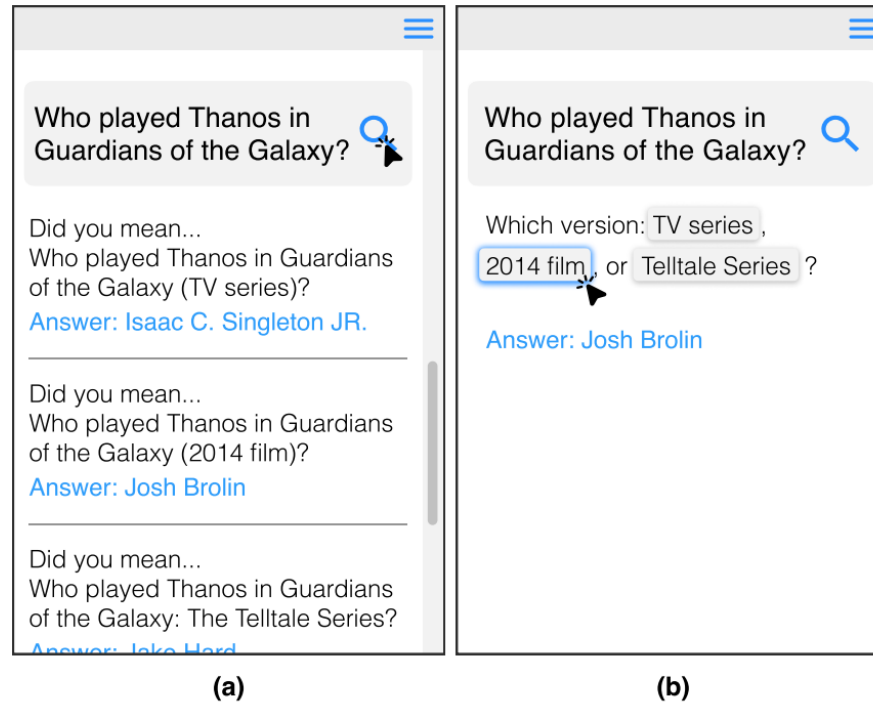 Who played Thanos in
Guardians of the Galaxy?
Did you mean...
Who played Thanos in Guardians
of the Galaxy (TV series)?
Answer: Isaac C. Singleton JR.
Did you mean...
Who played Thanos in Guardians
of the Galaxy (2014 film)?
Answer: Josh Brolin
Did you mean...
Who played Thanos in Guardians
of the Galaxy: The Telltale Series?
Answer: Jake Hard
(a)
Who played Thanos in
Guardians of the Galaxy?
Which version: TV series ,
2014 film , or Telltale Series ?
Answer: Josh Brolin
(b)